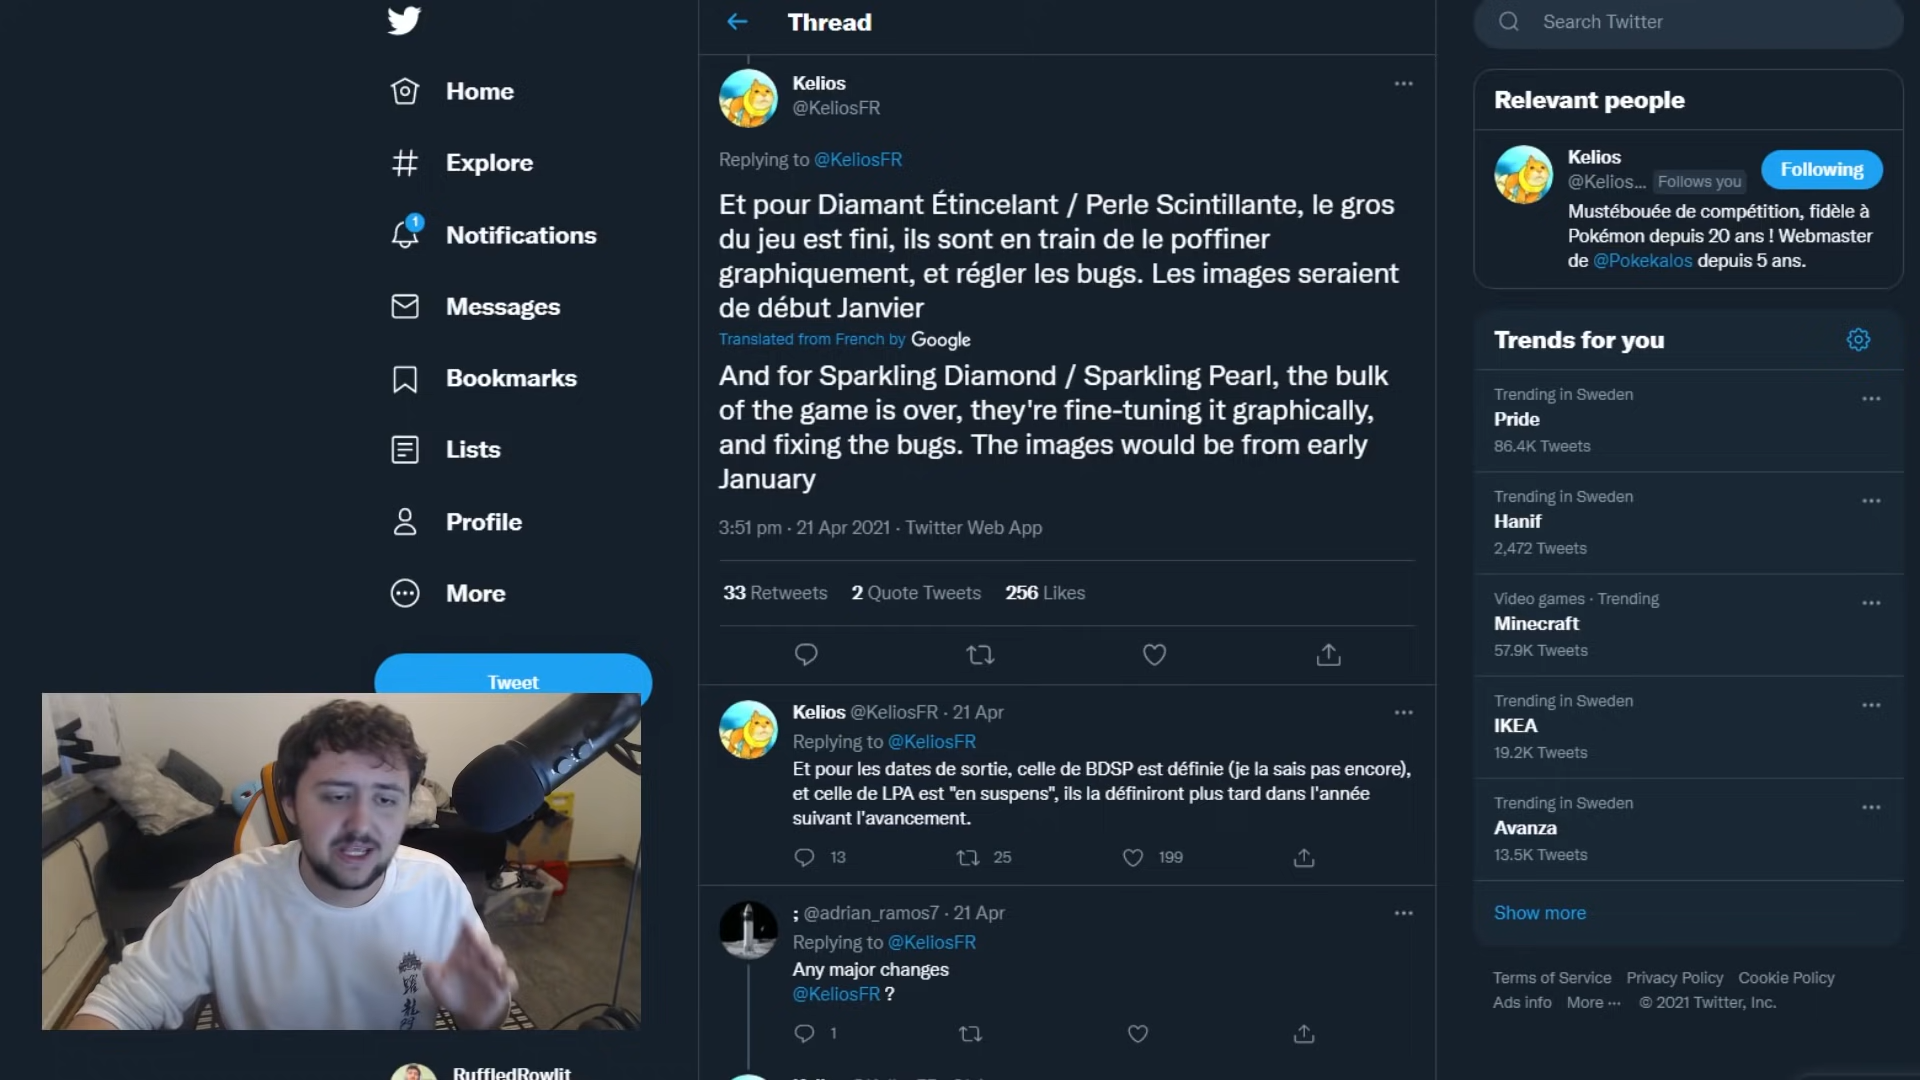 Home
Explore
1
Notifications
Messages
Bookmarks
Lists
Profile
More
Tweet
RuffledRowlit
Thread
Kelios
@KeliosFR
Replying to @KeliosFR
Et pour Diamant Étincelant / Perle Scintillante, le gros
du jeu est fini, ils sont en train de le poffiner
graphiquement, et régler les bugs. Les images seraient
de début Janvier
Translated from French by Google
And for Sparkling Diamond / Sparkling Pearl, the bulk
of the game is over, they're fine-tuning it graphically,
and fixing the bugs. The images would be from early
January
3:51 pm · 21 Apr 2021 · Twitter Web App
33 Retweets 2 Quote Tweets 256 Likes
Kelios @KeliosFR · 21 Apr
Replying to @KeliosFR
Et pour les dates de sortie, celle de BDSP est définie (je la sais pas encore),
et celle de LPA est "en suspens", ils la définiront plus tard dans l'année
suivant l'avancement.
13 25 199
; @adrian_ramos7 · 21 Apr
Replying to @KeliosFR
Any major changes
@KeliosFR ?
1
Search Twitter
Relevant people
Kelios
@Kelios... Follows you
Following
Mustébouée de compétition, fidèle à
Pokémon depuis 20 ans ! Webmaster
de @Pokekalos depuis 5 ans.
Trends for you
Trending in Sweden
Pride
86.4K Tweets
Trending in Sweden
Hanif
2,472 Tweets
Video games · Trending
Minecraft
57.9K Tweets
Trending in Sweden
IKEA
19.2K Tweets
Trending in Sweden
Avanza
13.5K Tweets
Show more
Terms of Service Privacy Policy Cookie Policy
Ads info More ··· © 2021 Twitter, Inc.